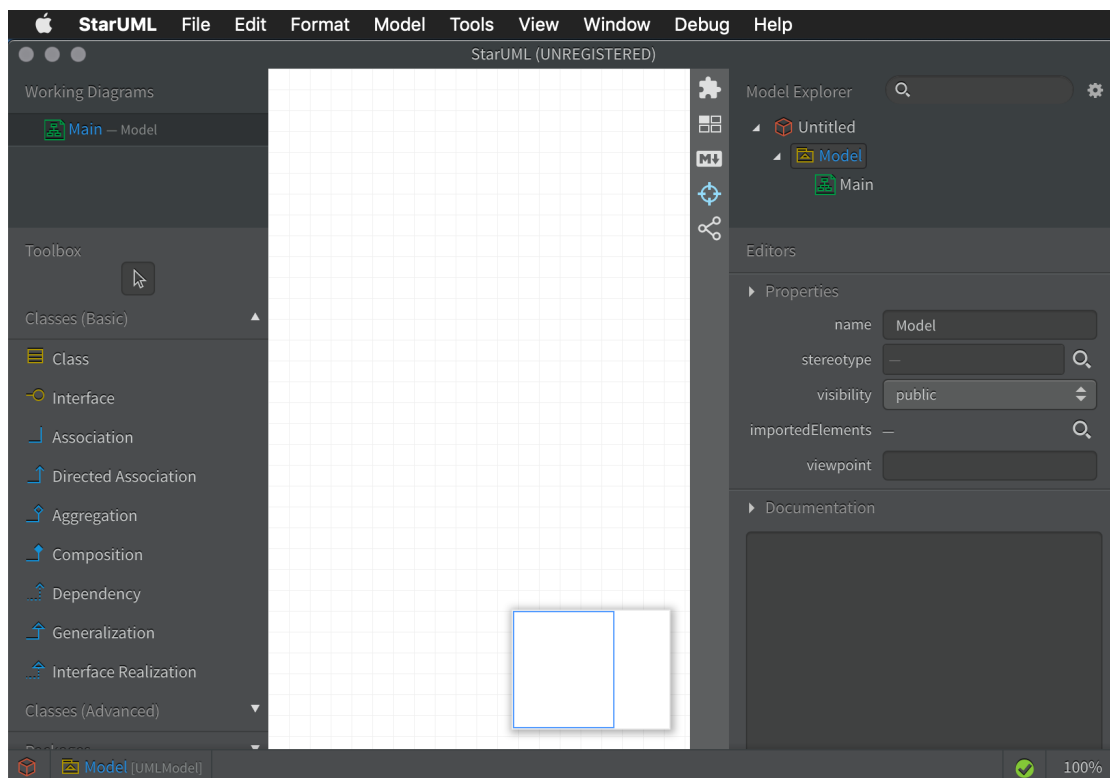 StarUML File Edit Format Model Tools View Window Debug Help
StarUML (UNREGISTERED)
Working Diagrams
Main — Model
Toolbox
Classes (Basic)
Class
Interface
Association
Directed Association
Aggregation
Composition
Dependency
Generalization
Interface Realization
Classes (Advanced)
Packages
M
Model Explorer
Untitled
Model
Main
Editors
Properties
name Model
stereotype —
visibility public
importedElements —
viewpoint
Documentation
Model [UMLModel]
100%